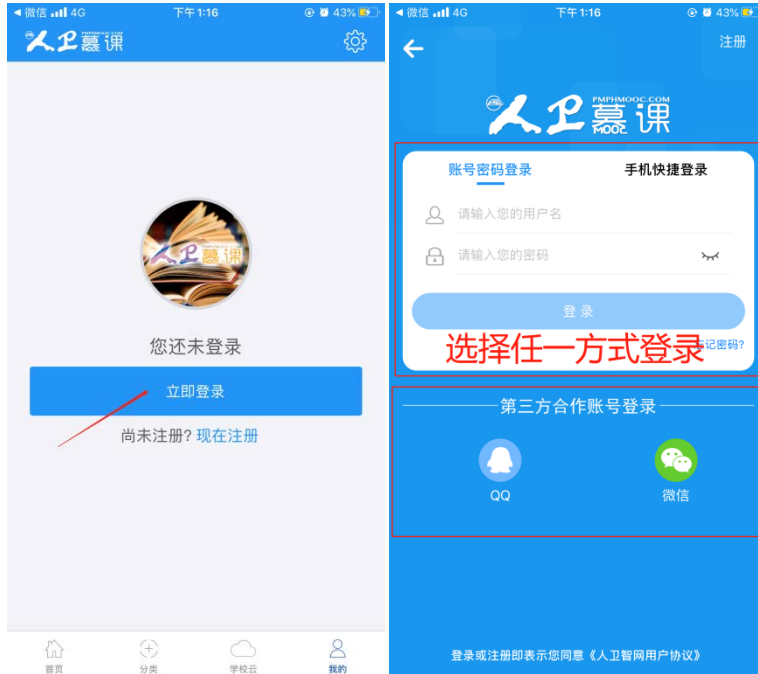 微信 4G 下午1:16 43%
人卫慕课
人卫慕课
您还未登录
立即登录
尚未注册? 现在注册
首页 分类 学校云 我的
微信 4G 下午1:16 43%
注册
PMPHMOOC.COM
人卫慕课
MOOC
账号密码登录 手机快捷登录
请输入您的用户名
请输入您的密码
登 录
选择任一方式登录
记密码?
第三方合作账号登录
QQ 微信
登录或注册即表示您同意《人卫智网用户协议》